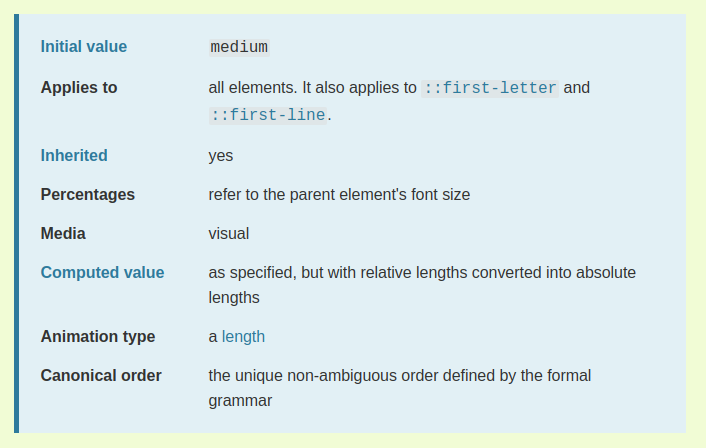 Initial value medium
Applies to all elements. It also applies to ::first-letter and
::first-line.
Inherited yes
Percentages refer to the parent element's font size
Media visual
Computed value as specified, but with relative lengths converted into absolute
lengths
Animation type a length
Canonical order the unique non-ambiguous order defined by the formal
grammar